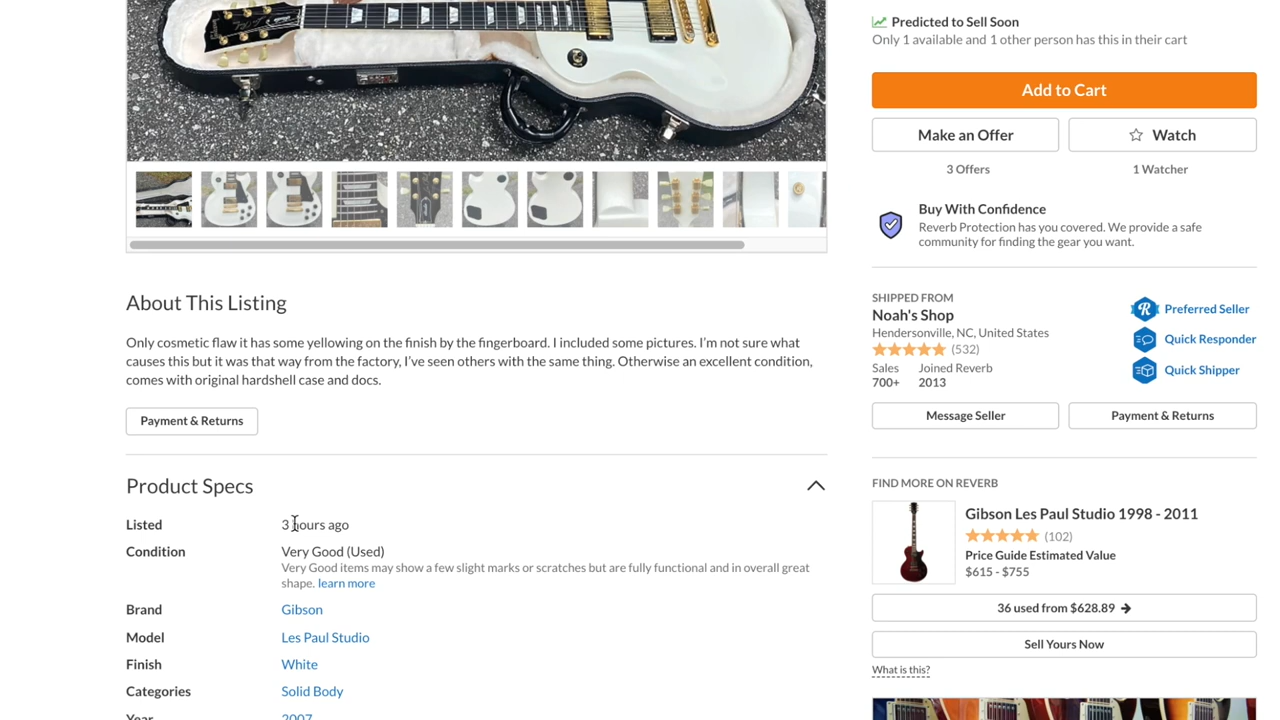 Predicted to Sell Soon
Only 1 available and 1 other person has this in their cart
Add to Cart
Make an Offer
Watch
3 Offers
1 Watcher
Buy With Confidence
Reverb Protection has you covered. We provide a safe
community for finding the gear you want.
SHIPPED FROM
Noah's Shop
Hendersonville, NC, United States
(532)
Sales
700+
Joined Reverb
2013
Preferred Seller
Quick Responder
Quick Shipper
Message Seller
Payment & Returns
FIND MORE ON REVERB
Gibson Les Paul Studio 1998 - 2011
(102)
Price Guide Estimated Value
$615 - $755
36 used from $628.89 →
Sell Yours Now
What is this?
About This Listing
Only cosmetic flaw it has some yellowing on the finish by the fingerboard. I included some pictures. I'm not sure what
causes this but it was that way from the factory, I've seen others with the same thing. Otherwise an excellent condition,
comes with original hardshell case and docs.
Payment & Returns
Product Specs
Listed
3 hours ago
Condition
Very Good (Used)
Very Good items may show a few slight marks or scratches but are fully functional and in overall great
shape. learn more
Brand
Gibson
Model
Les Paul Studio
Finish
White
Categories
Solid Body
Year
2007